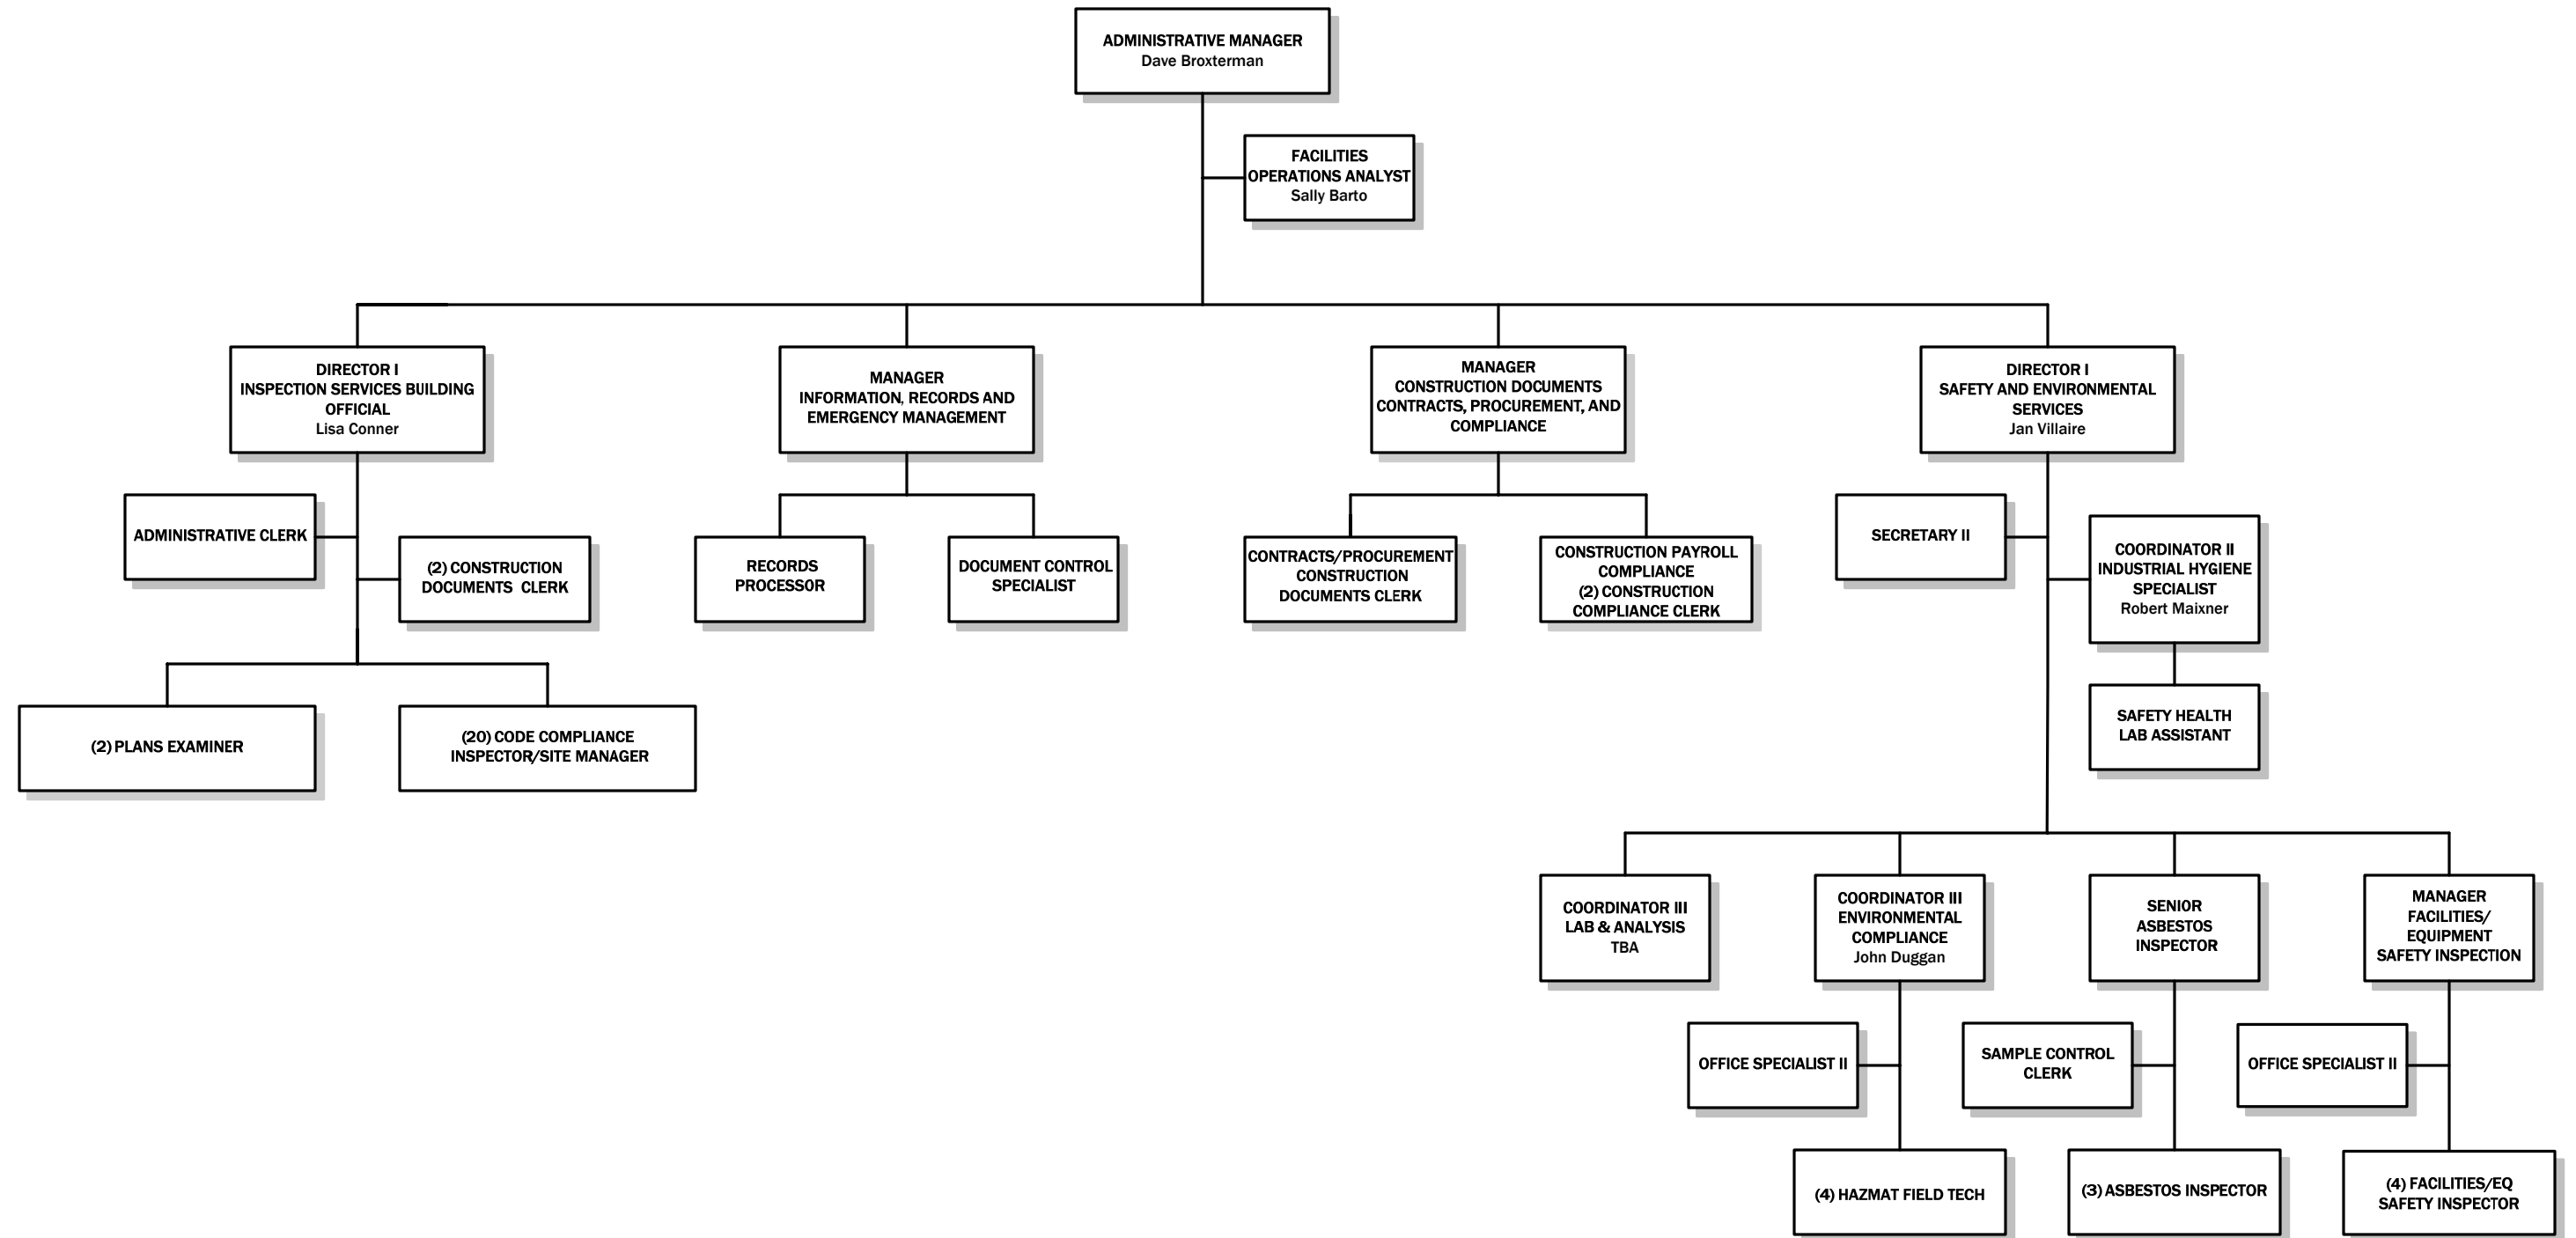 ADMINISTRATIVE MANAGER
Dave Broxterman
FACILITIES
OPERATIONS ANALYST
Sally Barto
DIRECTOR I
INSPECTION SERVICES BUILDING
OFFICIAL
Lisa Conner
MANAGER
INFORMATION, RECORDS AND
EMERGENCY MANAGEMENT
MANAGER
CONSTRUCTION DOCUMENTS
CONTRACTS, PROCUREMENT, AND
COMPLIANCE
DIRECTOR I
SAFETY AND ENVIRONMENTAL
SERVICES
Jan Villaire
ADMINISTRATIVE CLERK
(2) CONSTRUCTION
DOCUMENTS CLERK
RECORDS
PROCESSOR
DOCUMENT CONTROL
SPECIALIST
CONTRACTS/PROCUREMENT
CONSTRUCTION
DOCUMENTS CLERK
CONSTRUCTION PAYROLL
COMPLIANCE
(2) CONSTRUCTION
COMPLIANCE CLERK
SECRETARY II
COORDINATOR II
INDUSTRIAL HYGIENE
SPECIALIST
Robert Maixner
(2) PLANS EXAMINER
(20) CODE COMPLIANCE
INSPECTOR/SITE MANAGER
SAFETY HEALTH
LAB ASSISTANT
COORDINATOR III
LAB & ANALYSIS
TBA
COORDINATOR III
ENVIRONMENTAL
COMPLIANCE
John Duggan
SENIOR
ASBESTOS
INSPECTOR
MANAGER
FACILITIES/
EQUIPMENT
SAFETY INSPECTION
OFFICE SPECIALIST II
SAMPLE CONTROL
CLERK
OFFICE SPECIALIST II
(4) HAZMAT FIELD TECH
(3) ASBESTOS INSPECTOR
(4) FACILITIES/EQ
SAFETY INSPECTOR